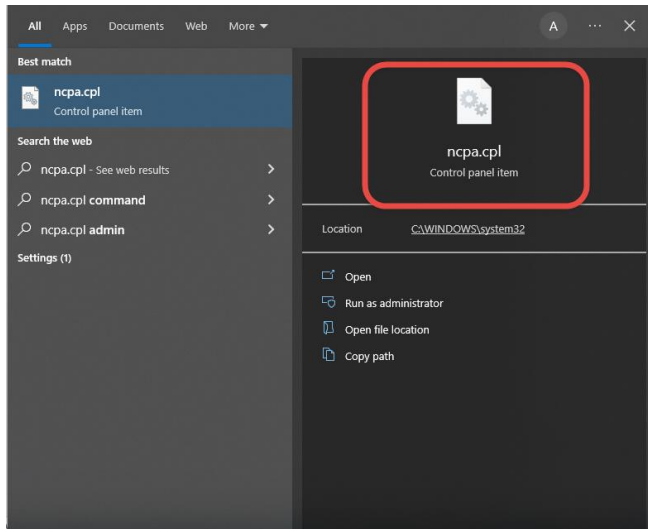 All Apps Documents Web More
A ...
Best match
ncpa.cpl
Control panel item
Search the web
ncpa.cpl - See web results
ncpa.cpl command
ncpa.cpl admin
Settings (1)
ncpa.cpl
Control panel item
Location C:\WINDOWS\system32
Open
Run as administrator
Open file location
Copy path